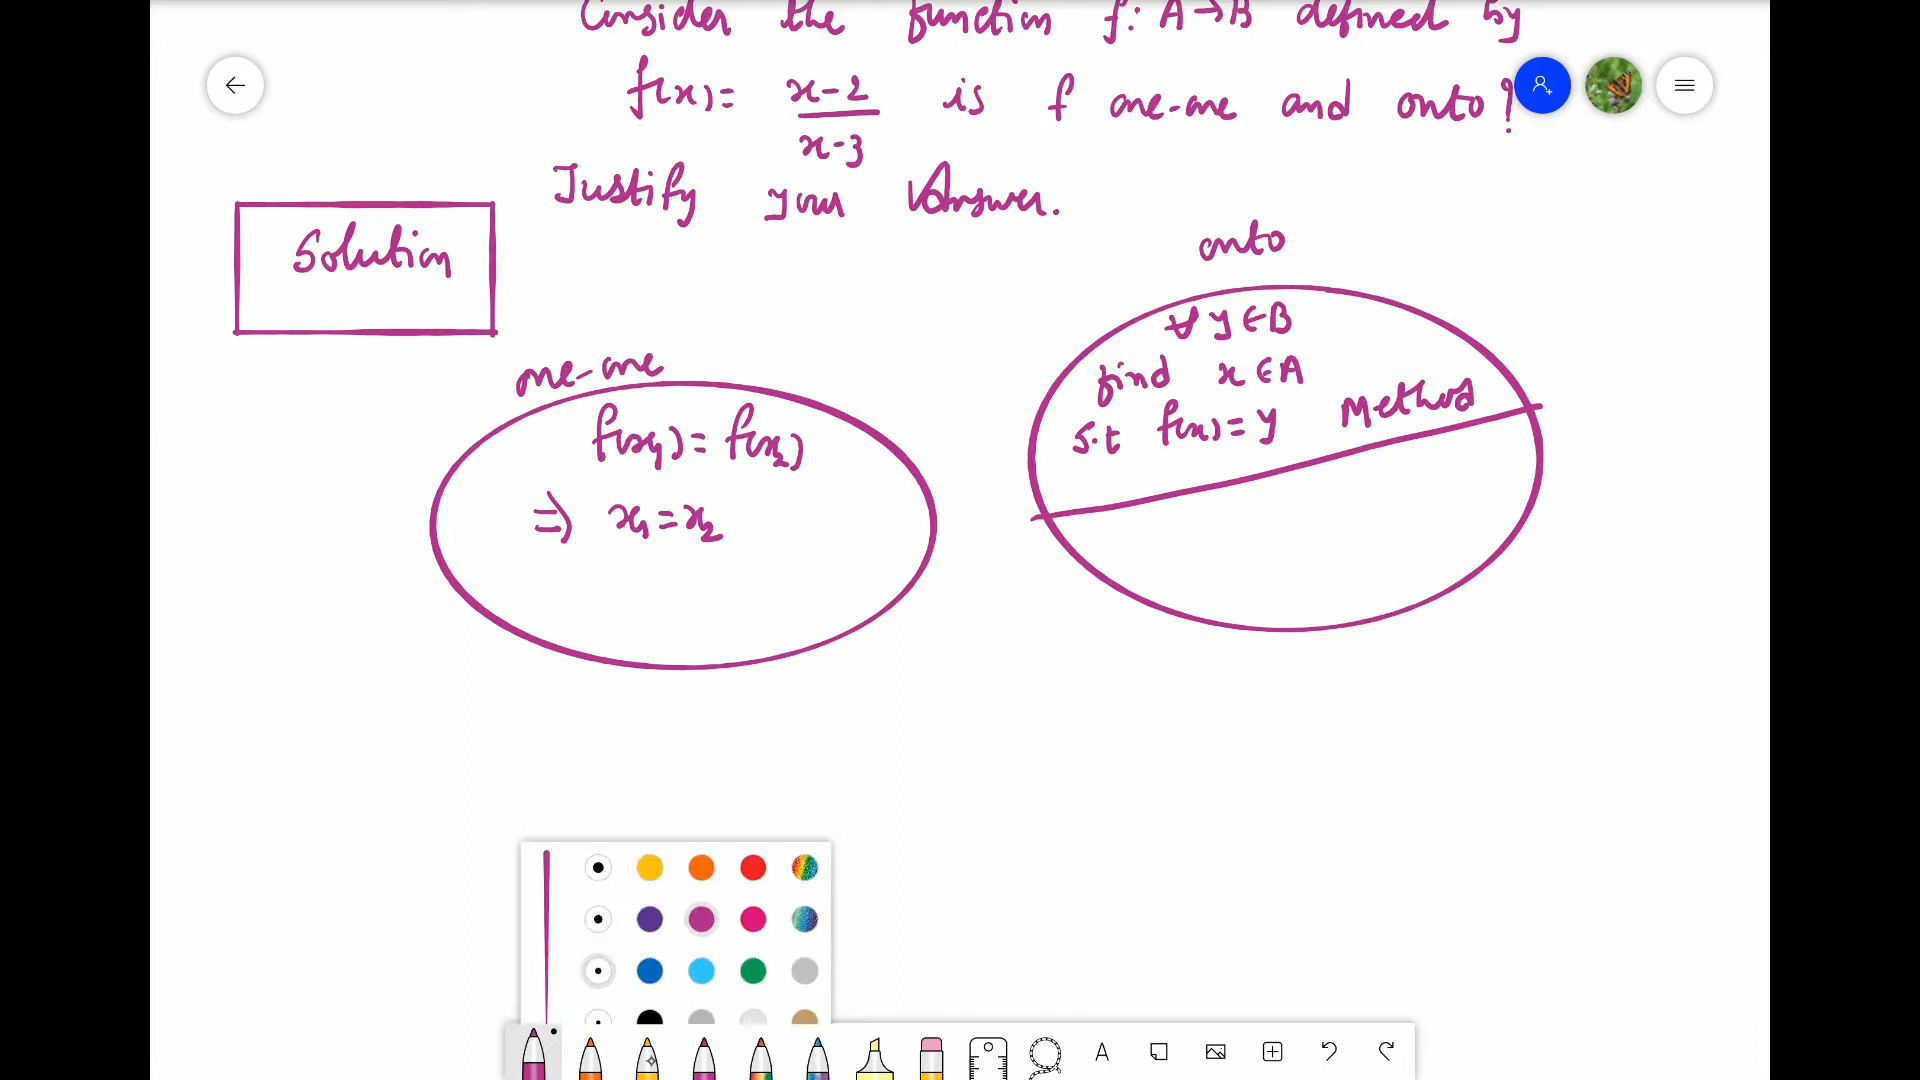 Consider the function f: A→B defined by
f(x) = x-2 / x-3 is f one-one and onto?
Justify your Answer.
Solution
onto
∀ y ∈ B
find x ∈ A
s.t f(x) = y Method
one-one
f(x₁) = f(x₂)
⇒ x₁ = x₂
A